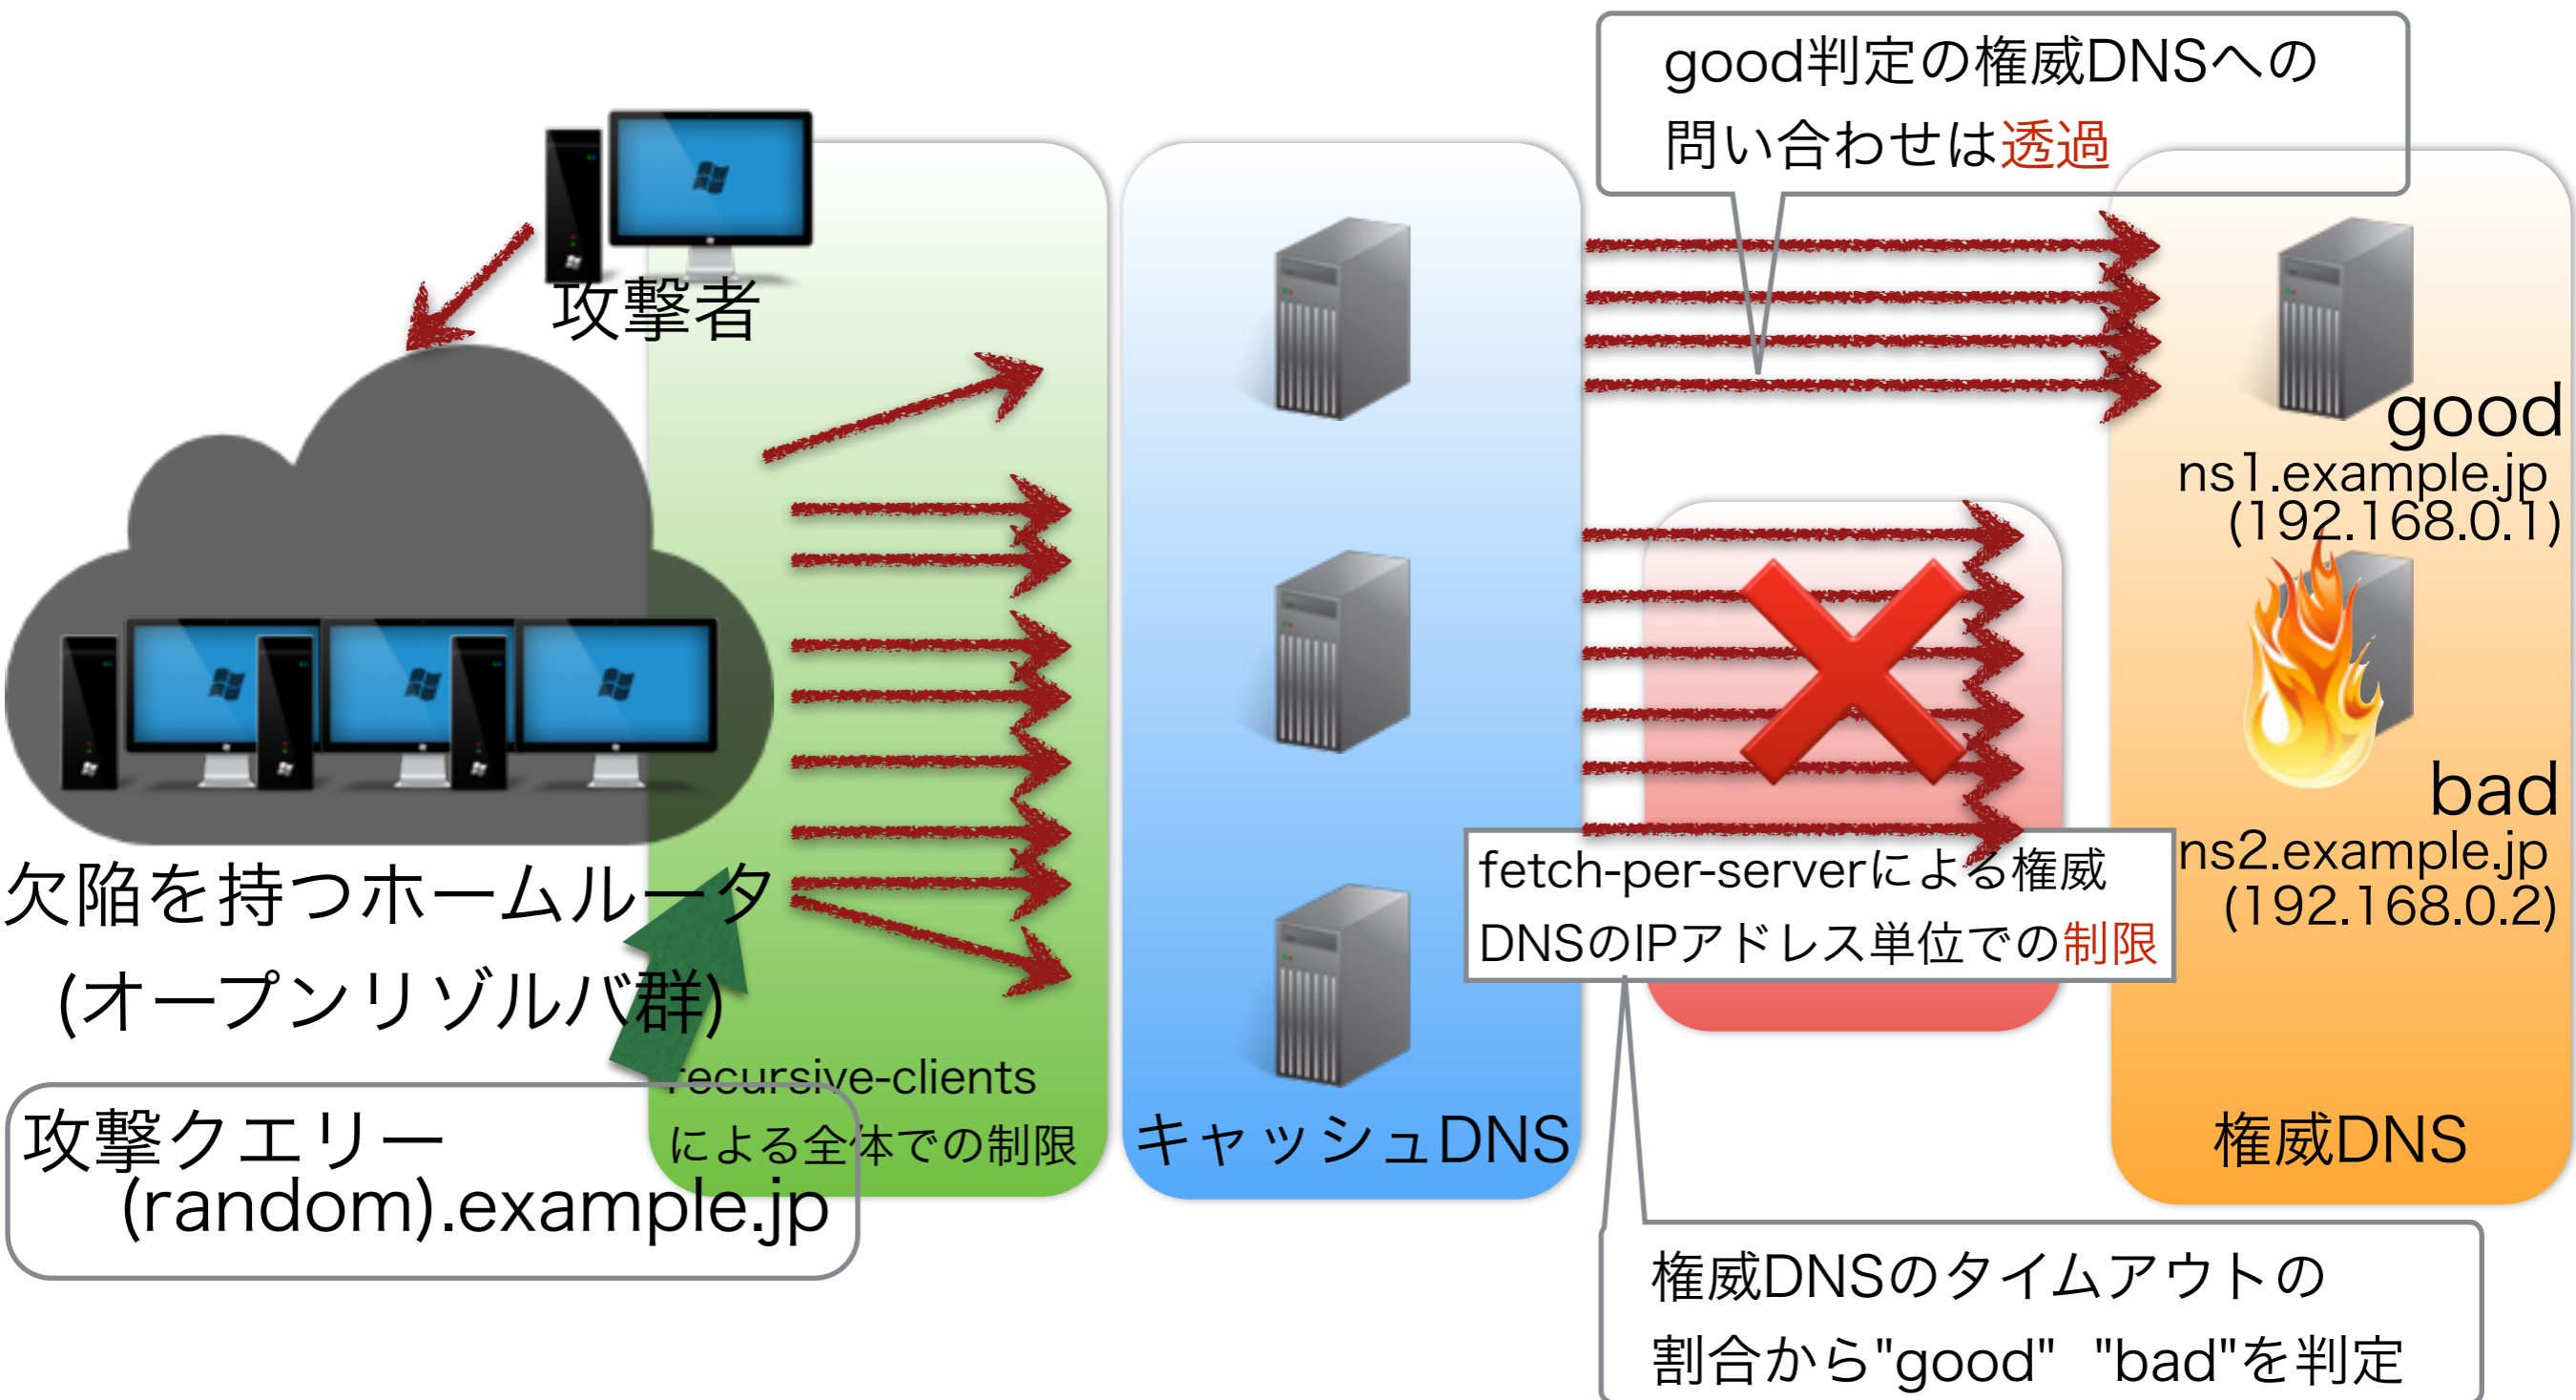 good判定の権威DNSへの
問い合わせは透過
攻撃者
good
ns1.example.jp
(192.168.0.1)
bad
ns2.example.jp
(192.168.0.2)
fetch-per-serverによる権威
DNSのIPアドレス単位での制限
欠陥を持つホームルータ
(オープンリゾルバ群)
recursive-clients
による全体での制限
キャッシュDNS
権威DNS
攻撃クエリー
(random).example.jp
権威DNSのタイムアウトの
割合から"good" "bad"を判定